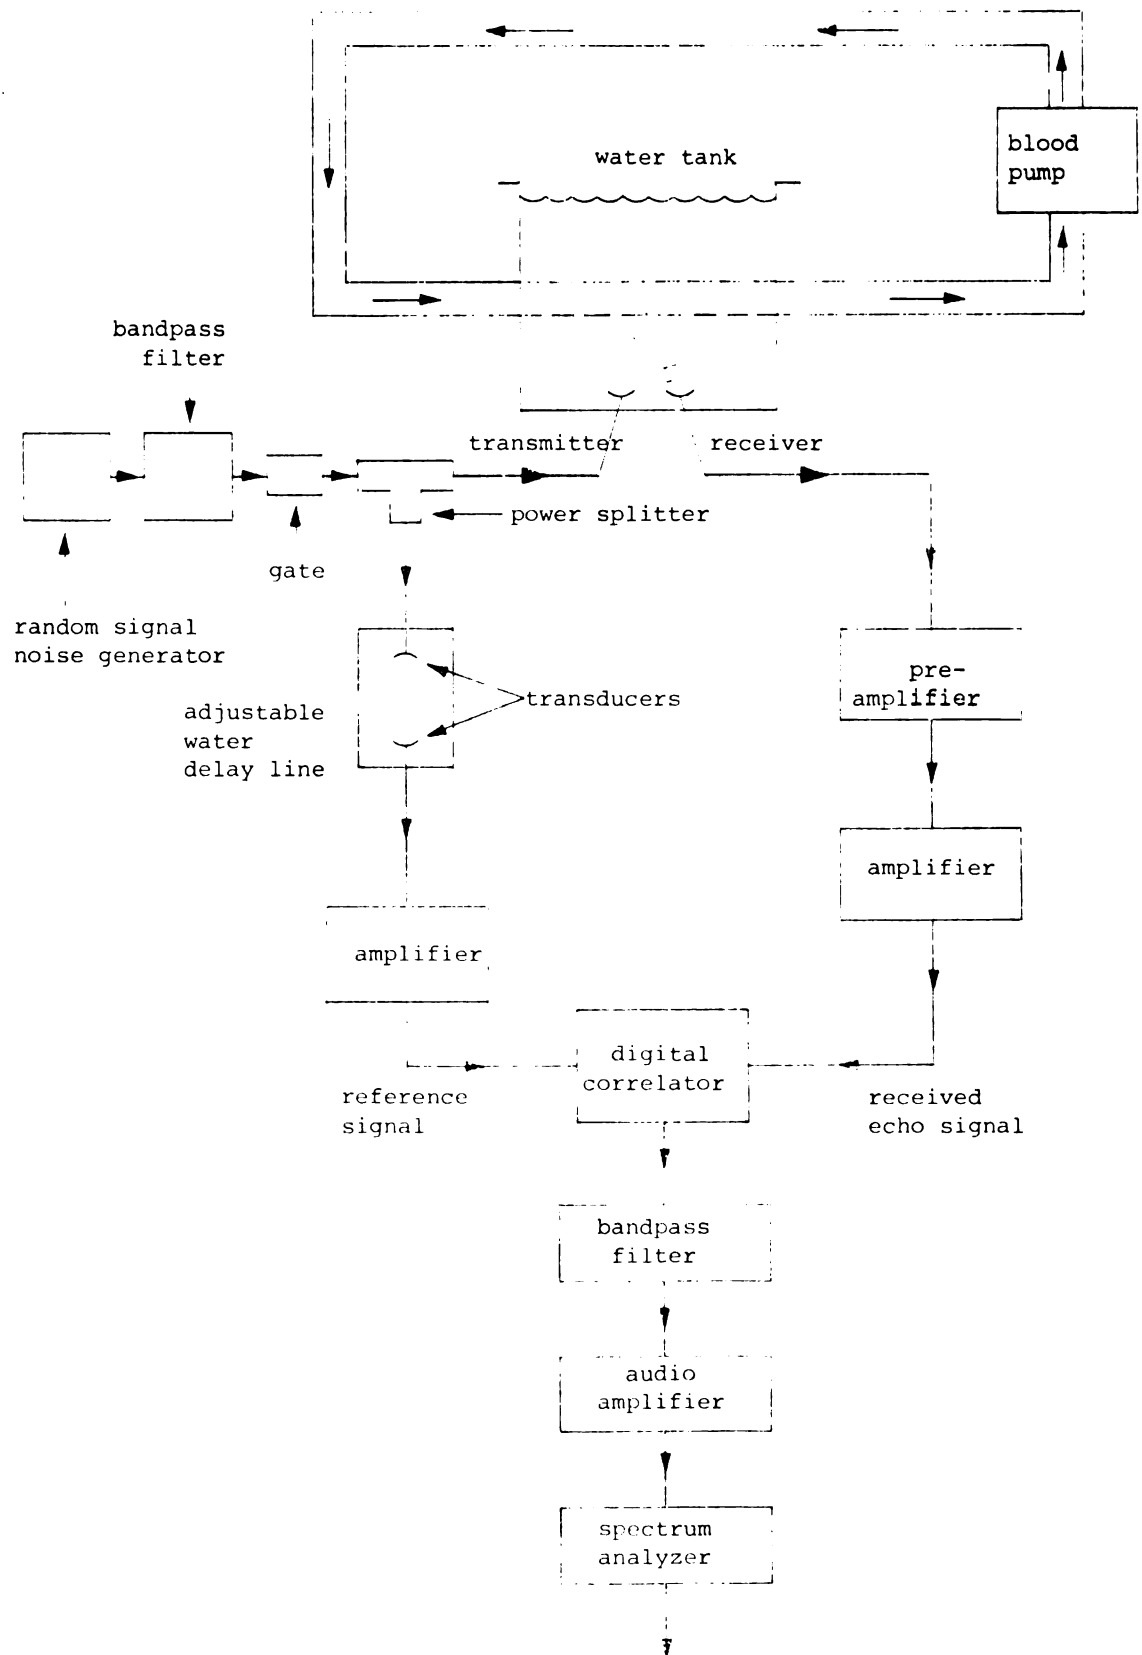 water tank
blood
pump
bandpass
filter
transmitter
receiver
power splitter
gate
random signal
noise generator
transducers
adjustable
water
delay line
pre-
amplifier
amplifier
amplifier
digital
correlator
reference
signal
received
echo signal
bandpass
filter
audio
amplifier
spectrum
analyzer